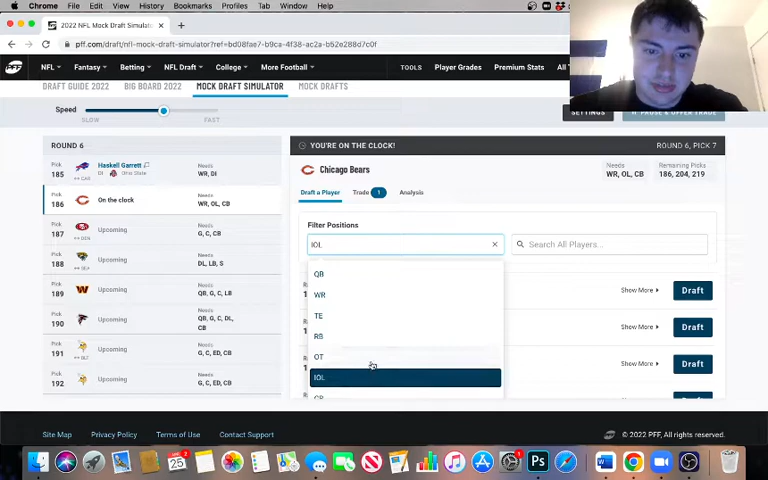 Chrome File Edit View History Bookmarks Profiles Tab Window Help
2022 NFL Mock Draft Simulato
pff.com/draft/nfl-mock-draft-simulator?ref=bd08fae7-b9ca-4f38-ac2a-b52e288d7c0f
PFF NFL Fantasy Betting NFL Draft College More Football TOOLS Player Grades Premium Stats All T
DRAFT GUIDE 2022 BIG BOARD 2022 MOCK DRAFT SIMULATOR MOCK DRAFTS
Speed SLOW FAST SETTINGS PAUSE & OFFER TRADE
ROUND 6
Pick 185 Haskell Garrett DI Ohio State Needs WR, DI
Pick 186 On the clock Needs WR, OL, CB
Pick 187 Upcoming Needs G, C, CB
Pick 188 Upcoming Needs DL, LB, S
Pick 189 Upcoming Needs QB, G, C, LB
Pick 190 Upcoming Needs QB, G, C, DL, CB
Pick 191 Upcoming Needs G, C, ED, CB
Pick 192 Upcoming Needs G, C, ED, CB
YOU'RE ON THE CLOCK! ROUND 6, PICK 7
Chicago Bears Needs WR, OL, CB Remaining Picks 186, 204, 219
Draft a Player Trade 1 Analysis
Filter Positions
IOL Search All Players...
QB
WR
TE
RB
OT
IOL
Show More Draft
Show More Draft
Show More Draft
Site Map Privacy Policy Terms of Use Contact Support © 2022 PFF, All rights reserved.